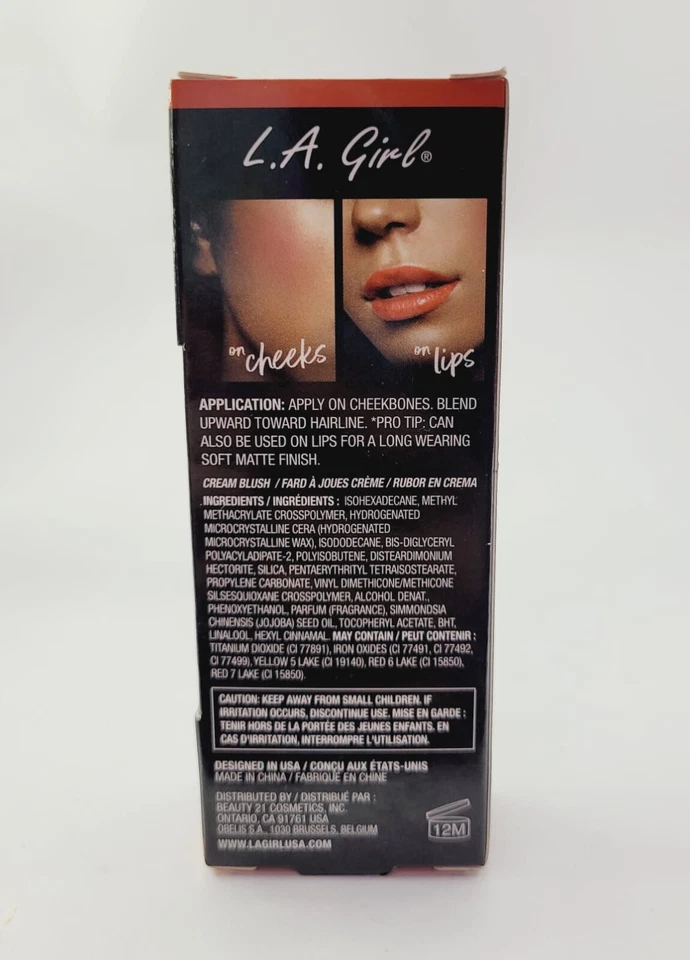 L.A. Girl®
on cheeks
on lips
APPLICATION: APPLY ON CHEEKBONES. BLEND
UPWARD TOWARD HAIRLINE. *PRO TIP: CAN
ALSO BE USED ON LIPS FOR A LONG WEARING
SOFT MATTE FINISH.
CREAM BLUSH / FARD À JOUES CRÈME / RUBOR EN CREMA
INGREDIENTS / INGRÉDIENTS : ISOHEXADECANE, METHYL
METHACRYLATE CROSSPOLYMER, HYDROGENATED
MICROCRYSTALLINE CERA (HYDROGENATED
MICROCRYSTALLINE WAX), ISODODECANE, BIS-DIGLYCERYL
POLYACYLADIPATE-2, POLYISOBUTENE, DISTEARDIMONIUM
HECTORITE, SILICA, PENTAERYTHRITYL TETRAISOSTEARATE,
PROPYLENE CARBONATE, VINYL DIMETHICONE/METHICONE
SILSESQUIOXANE CROSSPOLYMER, ALCOHOL DENAT.,
PHENOXYETHANOL, PARFUM (FRAGRANCE), SIMMONDSIA
CHINENSIS (JOJOBA) SEED OIL, TOCOPHERYL ACETATE, BHT,
LINALOOL, HEXYL CINNAMAL. MAY CONTAIN / PEUT CONTENIR :
TITANIUM DIOXIDE (CI 77891), IRON OXIDES (CI 77491, CI 77492,
CI 77499), YELLOW 5 LAKE (CI 19140), RED 6 LAKE (CI 15850),
RED 7 LAKE (CI 15850).
CAUTION: KEEP AWAY FROM SMALL CHILDREN. IF
IRRITATION OCCURS, DISCONTINUE USE. MISE EN GARDE :
TENIR HORS DE LA PORTÉE DES JEUNES ENFANTS. EN
CAS D'IRRITATION, INTERROMPRE L'UTILISATION.
DESIGNED IN USA / CONÇU AUX ÉTATS-UNIS
MADE IN CHINA / FABRIQUÉ EN CHINE
DISTRIBUTED BY / DISTRIBUÉ PAR :
BEAUTY 21 COSMETICS, INC.
ONTARIO, CA 91761 USA
OBELIS S.A., 1030 BRUSSELS, BELGIUM
WWW.LAGIRLUSA.COM
12M